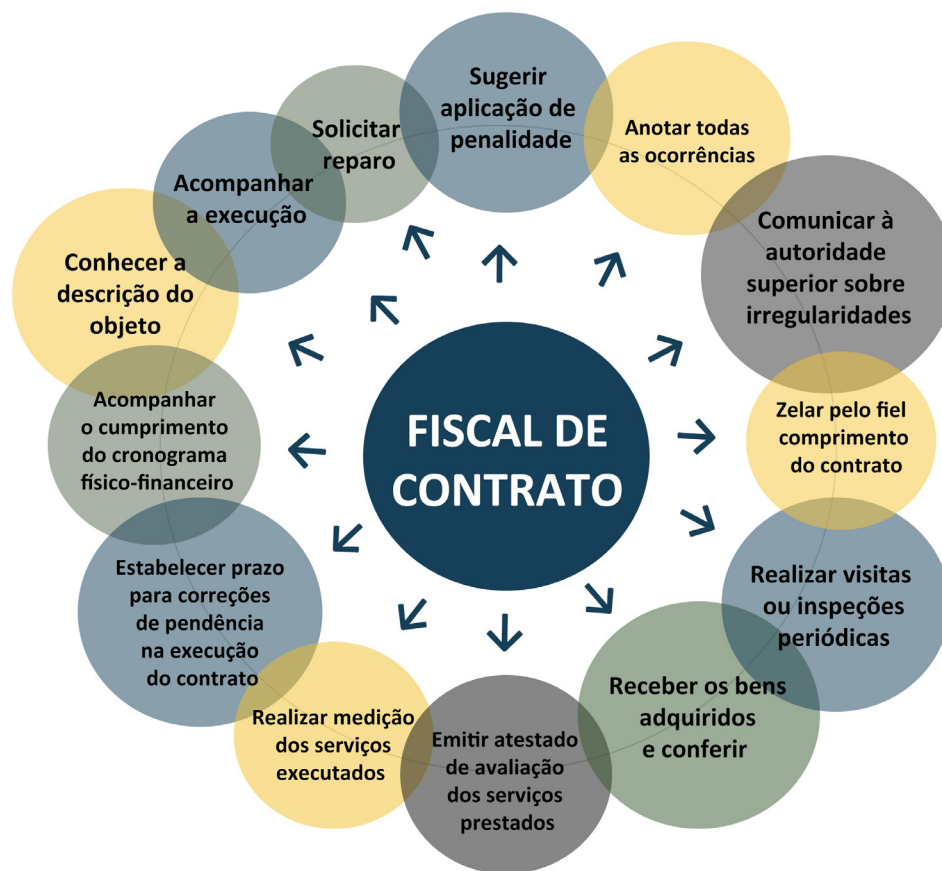 Sugerir
aplicação de
penalidade
Anotar todas
as ocorrências
Comunicar à
autoridade
superior sobre
irregularidades
Zelar pelo fiel
comprimento
do contrato
Realizar visitas
ou inspeções
periódicas
Receber os bens
adquiridos
e conferir
Emitir atestado
de avaliação
dos serviços
prestados
Realizar medição
dos serviços
executados
Estabelecer prazo
para correções
de pendência
na execução
do contrato
Acompanhar
o cumprimento
do cronograma
físico-financeiro
Conhecer a
descrição do
objeto
Acompanhar
a execução
Solicitar
reparo
FISCAL DE
CONTRATO